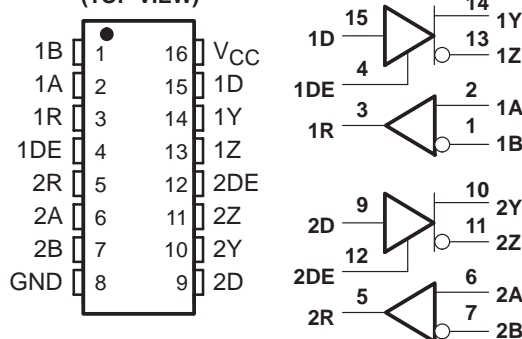 (TOP VIEW)
1B 1 16 VCC
1A 2 15 1D
1R 3 14 1Y
1DE 4 13 1Z
2R 5 12 2DE
2A 6 11 2Z
2B 7 10 2Y
GND 8 9 2D
14
15 1Y
1D 13
4 1Z
1DE
3 2
1R 1A
1
1B
10
9 2Y
2D 11
12 2Z
2DE
5 6
2R 2A
7
2B